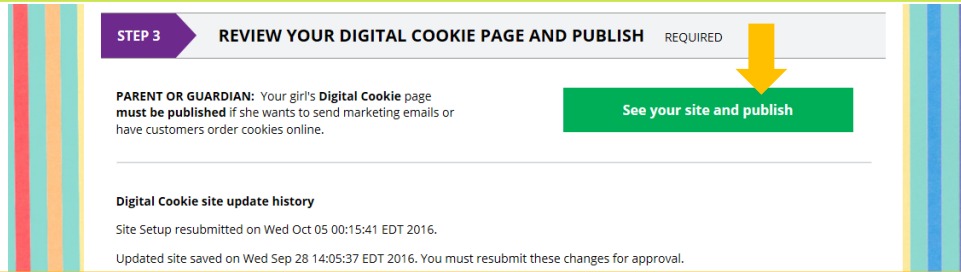 STEP 3 REVIEW YOUR DIGITAL COOKIE PAGE AND PUBLISH REQUIRED
PARENT OR GUARDIAN: Your girl's Digital Cookie page
must be published if she wants to send marketing emails or
have customers order cookies online.
See your site and publish
Digital Cookie site update history
Site Setup resubmitted on Wed Oct 05 00:15:41 EDT 2016.
Updated site saved on Wed Sep 28 14:05:37 EDT 2016. You must resubmit these changes for approval.